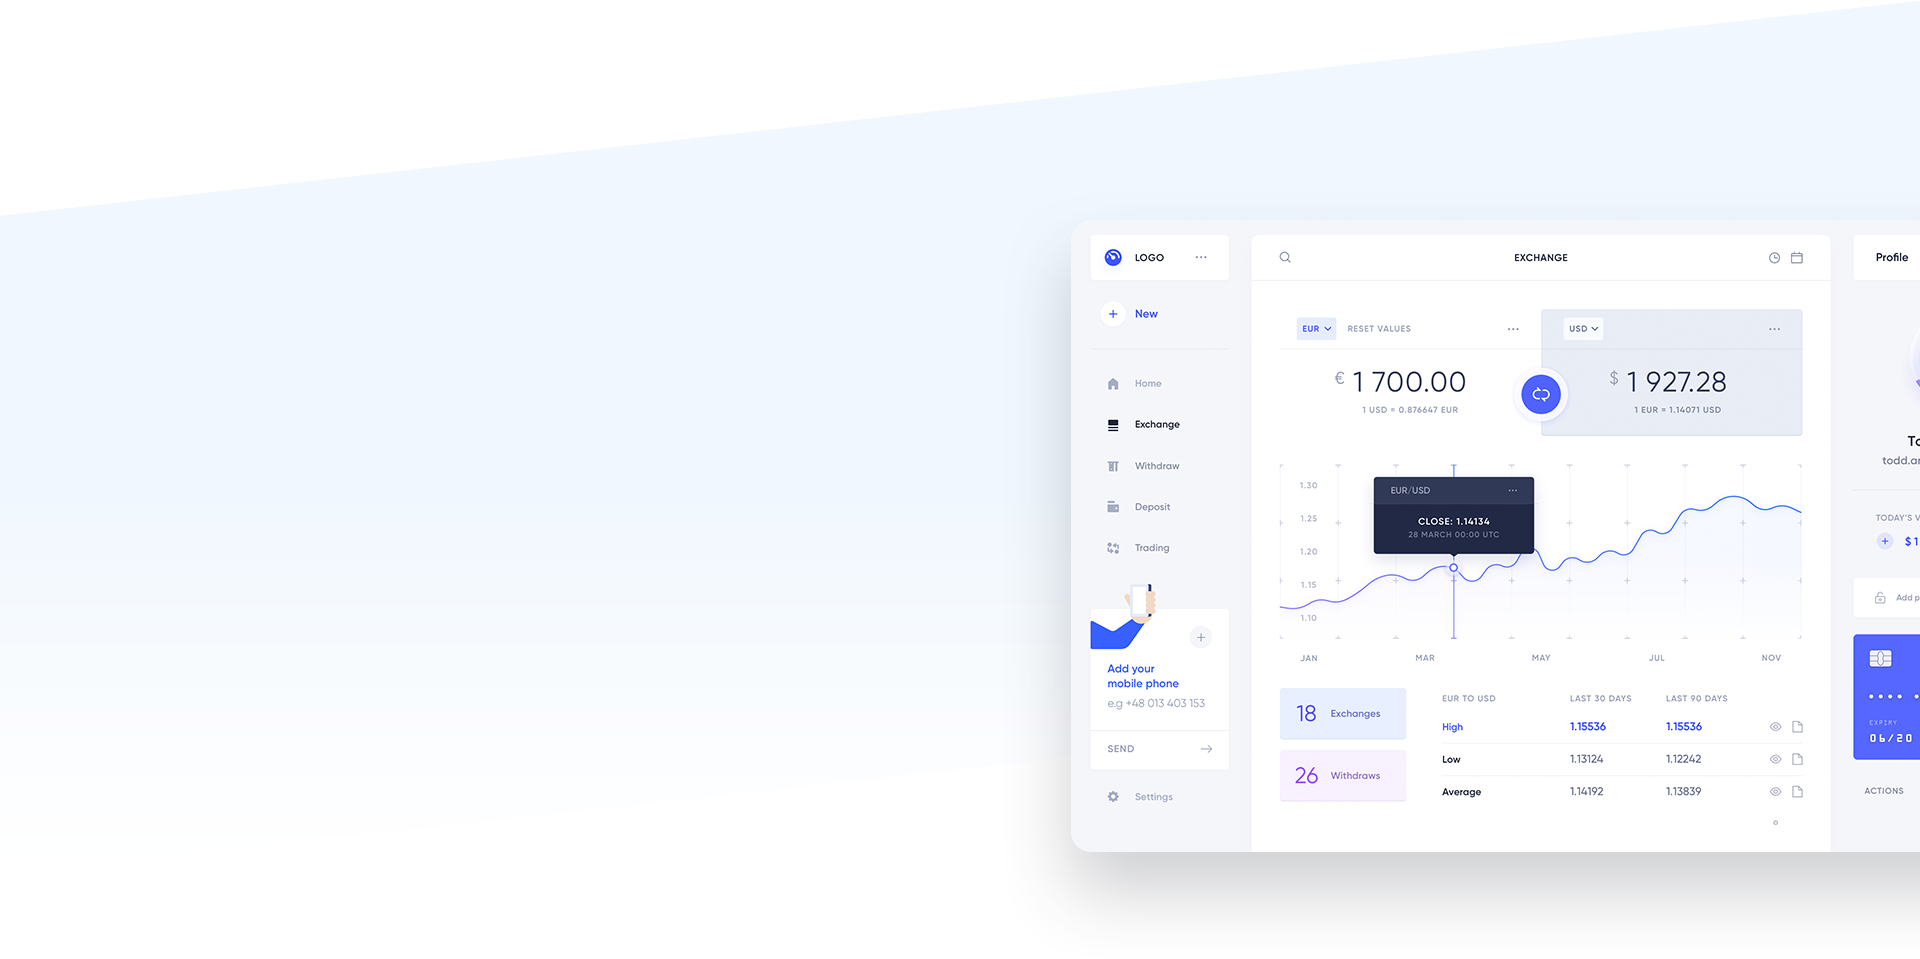 LOGO
New
Home
Exchange
Withdraw
Deposit
Trading
Add your
mobile phone
e.g +48 013 403 153
SEND
Settings
EXCHANGE
EUR RESET VALUES
€ 1 700.00
1 USD = 0.876647 EUR
USD
$ 1 927.28
1 EUR = 1.14071 USD
1.30
1.25
1.20
1.15
1.10
EUR/USD
CLOSE: 1.14134
28 MARCH 00:00 UTC
JAN MAR MAY JUL NOV
18 Exchanges
26 Withdraws
EUR TO USD LAST 30 DAYS LAST 90 DAYS
High 1.15536 1.15536
Low 1.13124 1.12242
Average 1.14192 1.13839
Profile
To
todd.ar
TODAY'S V
$ 1
Add p
EXPIRY
06/20
ACTIONS